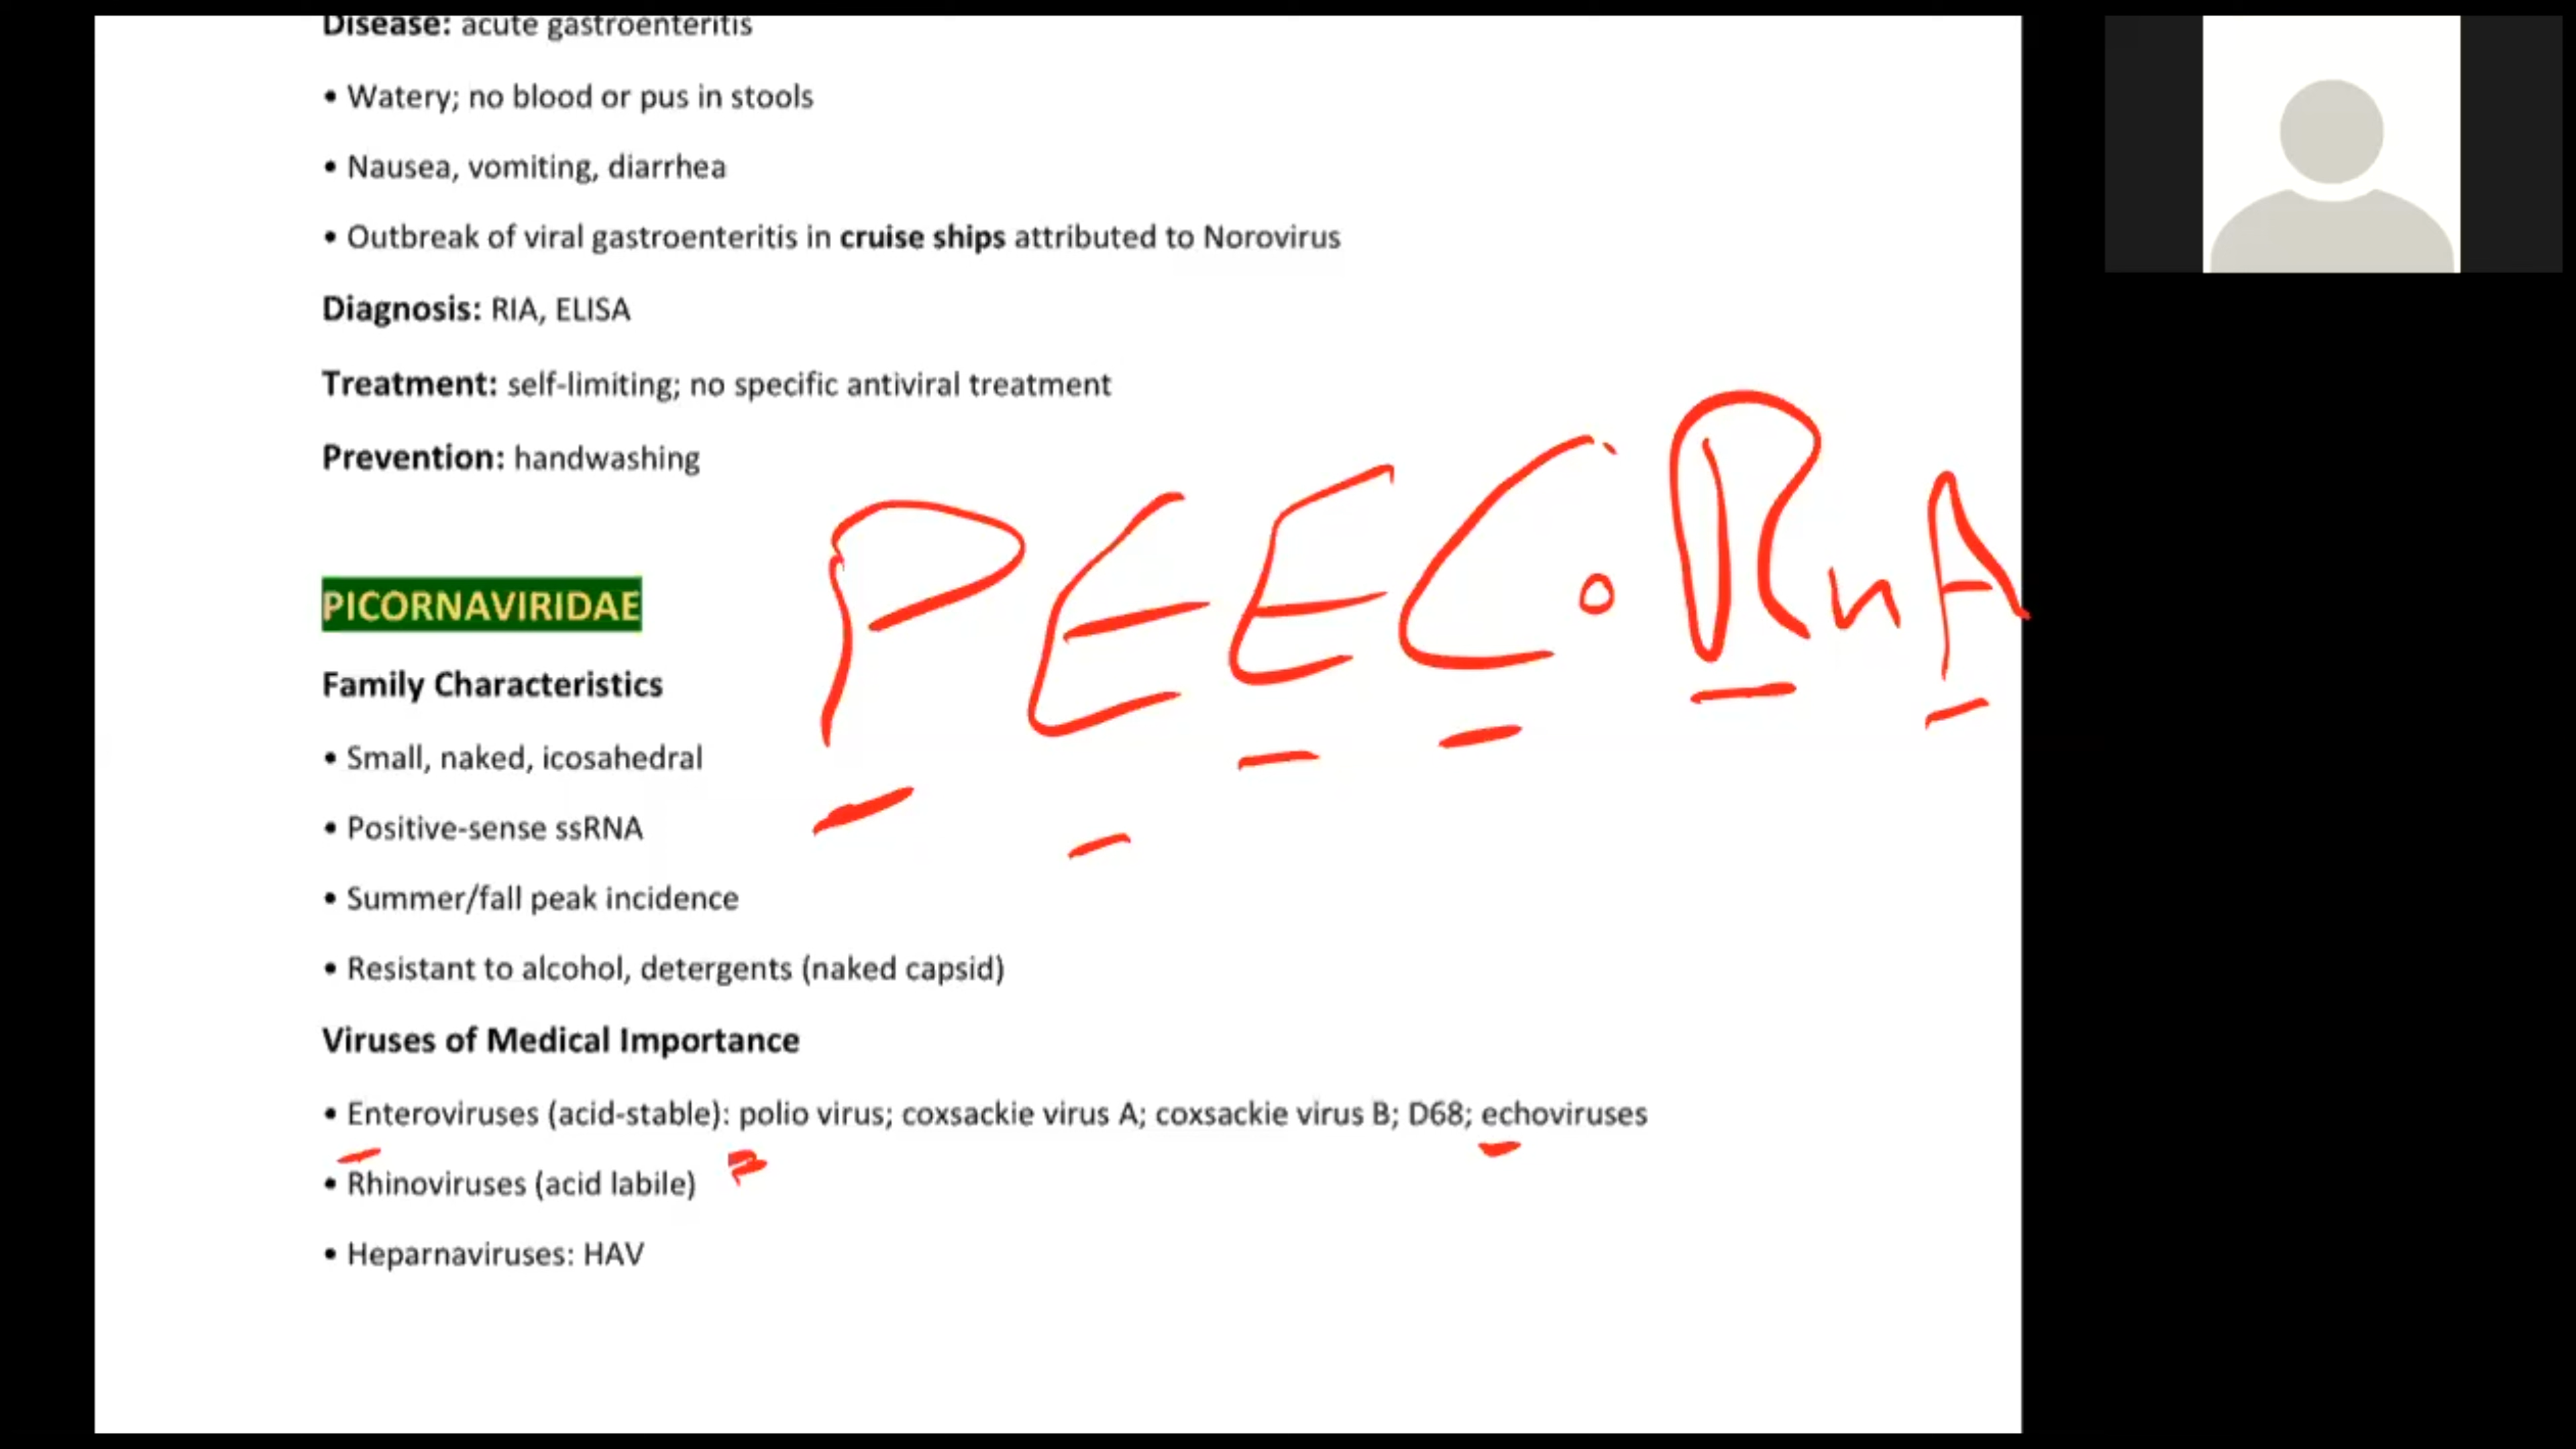 Disease: acute gastroenteritis
• Watery; no blood or pus in stools
• Nausea, vomiting, diarrhea
• Outbreak of viral gastroenteritis in cruise ships attributed to Norovirus
Diagnosis: RIA, ELISA
Treatment: self-limiting; no specific antiviral treatment
Prevention: handwashing
PEECoRnA
PICORNAVIRIDAE
Family Characteristics
• Small, naked, icosahedral
• Positive-sense ssRNA
• Summer/fall peak incidence
• Resistant to alcohol, detergents (naked capsid)
Viruses of Medical Importance
• Enteroviruses (acid-stable): polio virus; coxsackie virus A; coxsackie virus B; D68; echoviruses
• Rhinoviruses (acid labile)
• Heparnaviruses: HAV